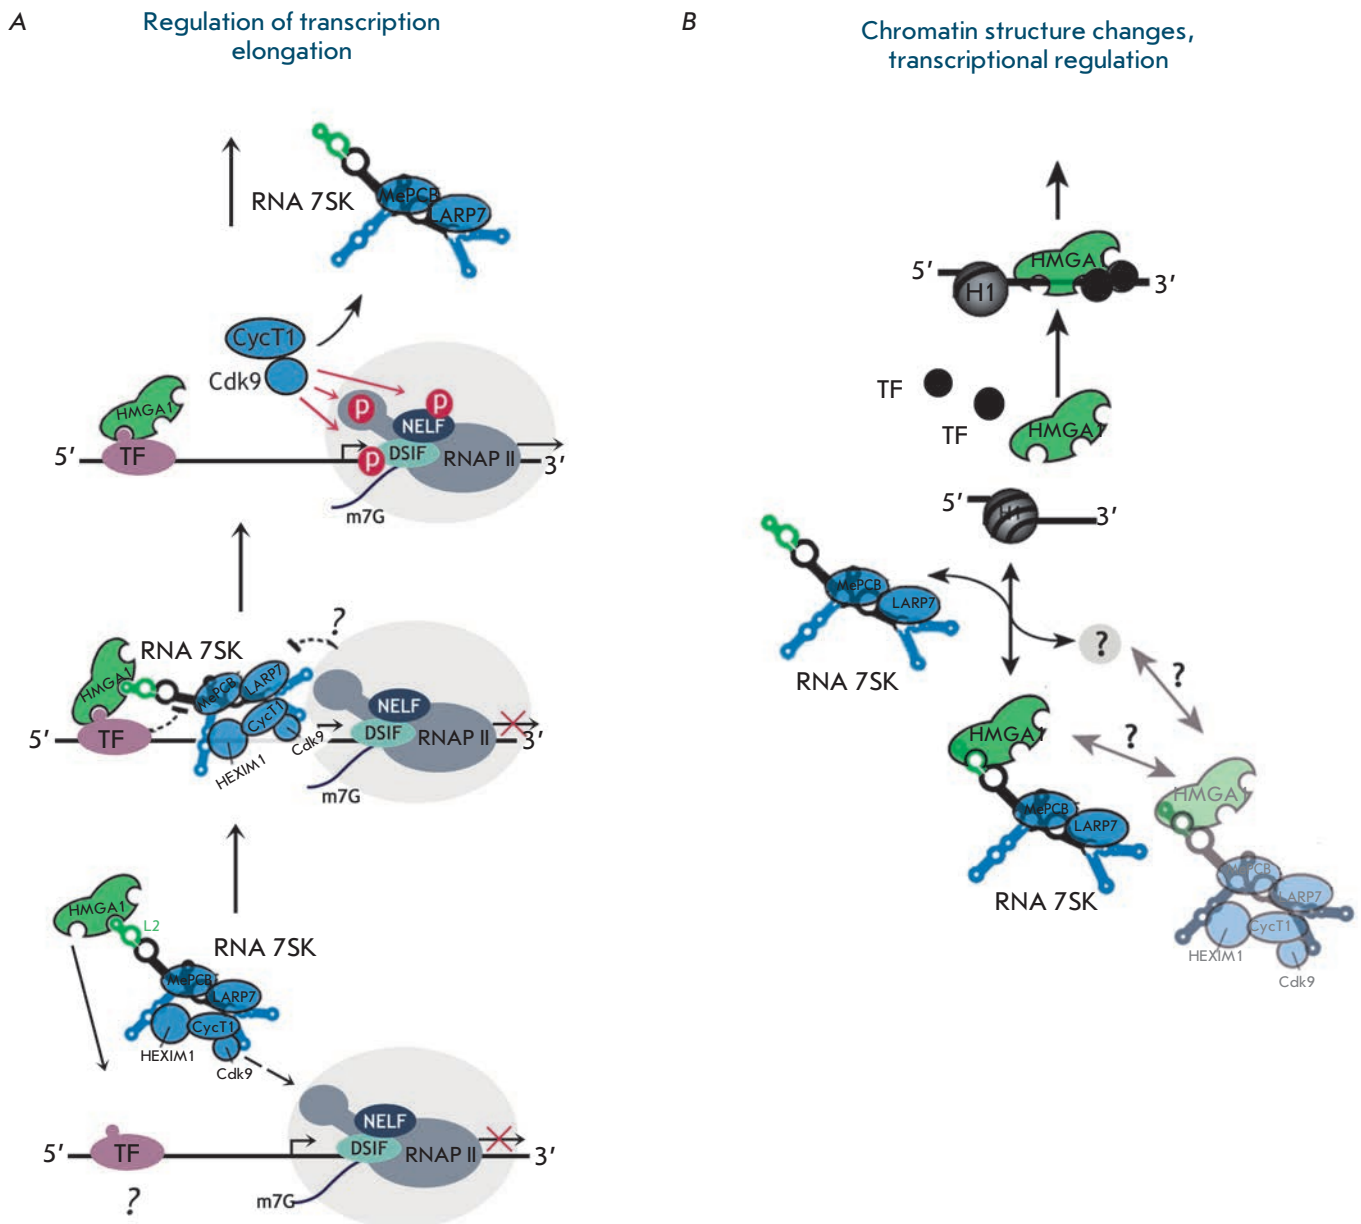 A
Regulation of transcription
elongation
RNA 7SK
MePCB
LARP7
CycT1
Cdk9
HMGA1
TF
5′
P
P
NELF
DSIF
RNAP II
P
3′
m7G
?
RNA 7SK
HMGA1
MePCB
LARP7
CycT1
Cdk9
HEXIM1
TF
5′
NELF
DSIF
RNAP II
3′
m7G
HMGA1
L2
RNA 7SK
MePCB
LARP7
CycT1
HEXIM1
Cdk9
5′
TF
?
NELF
DSIF
RNAP II
3′
m7G
B
Chromatin structure changes,
transcriptional regulation
5′
H1
HMGA
3′
TF
TF
HMGA1
5′
H1
3′
MePCB
LARP7
RNA 7SK
?
?
?
HMGA1
MePCB
LARP7
RNA 7SK
HMGA1
MePCB
LARP7
CycT1
HEXIM1
Cdk9